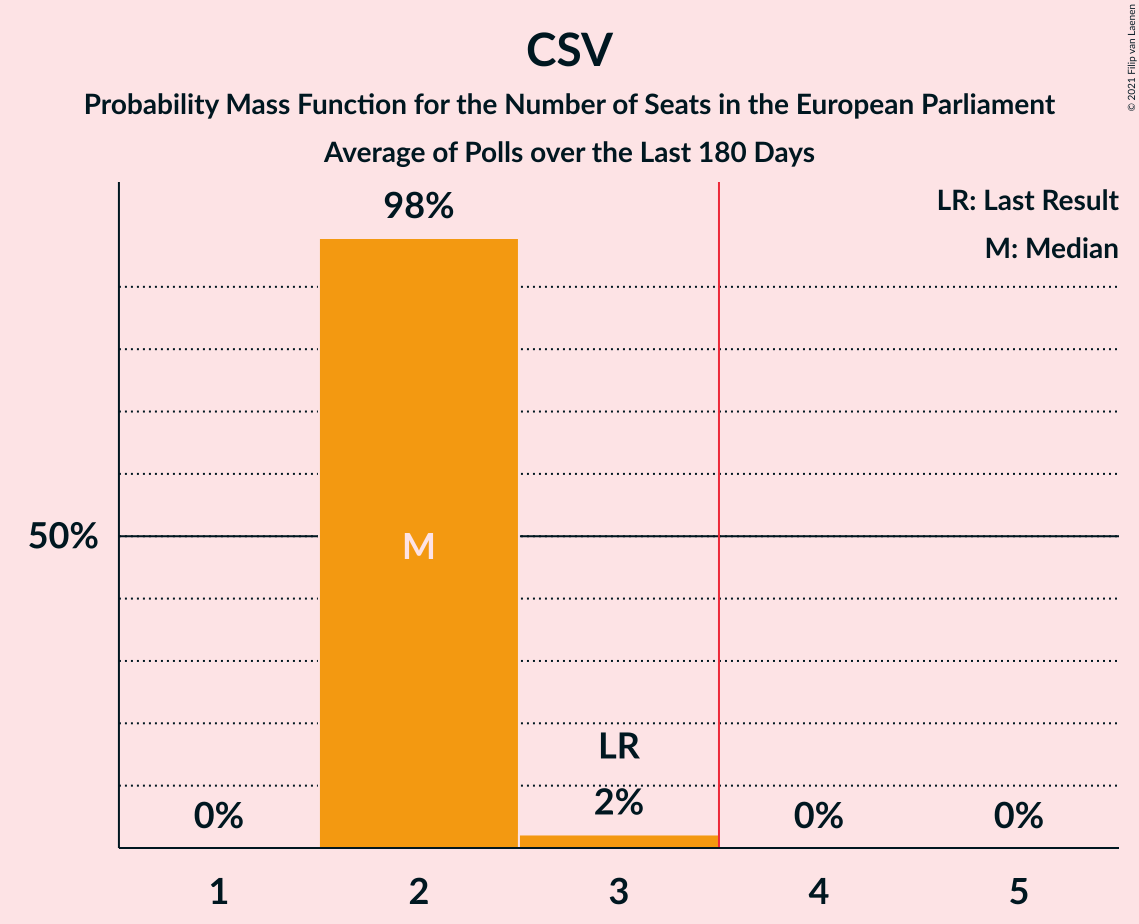 CSV
Probability Mass Function for the Number of Seats in the European Parliament
Average of Polls over the Last 180 Days
© 2021 Filip van Laenen
LR: Last Result
M: Median
98%
50%
M
LR
0%
2%
0%
0%
1
2
3
4
5